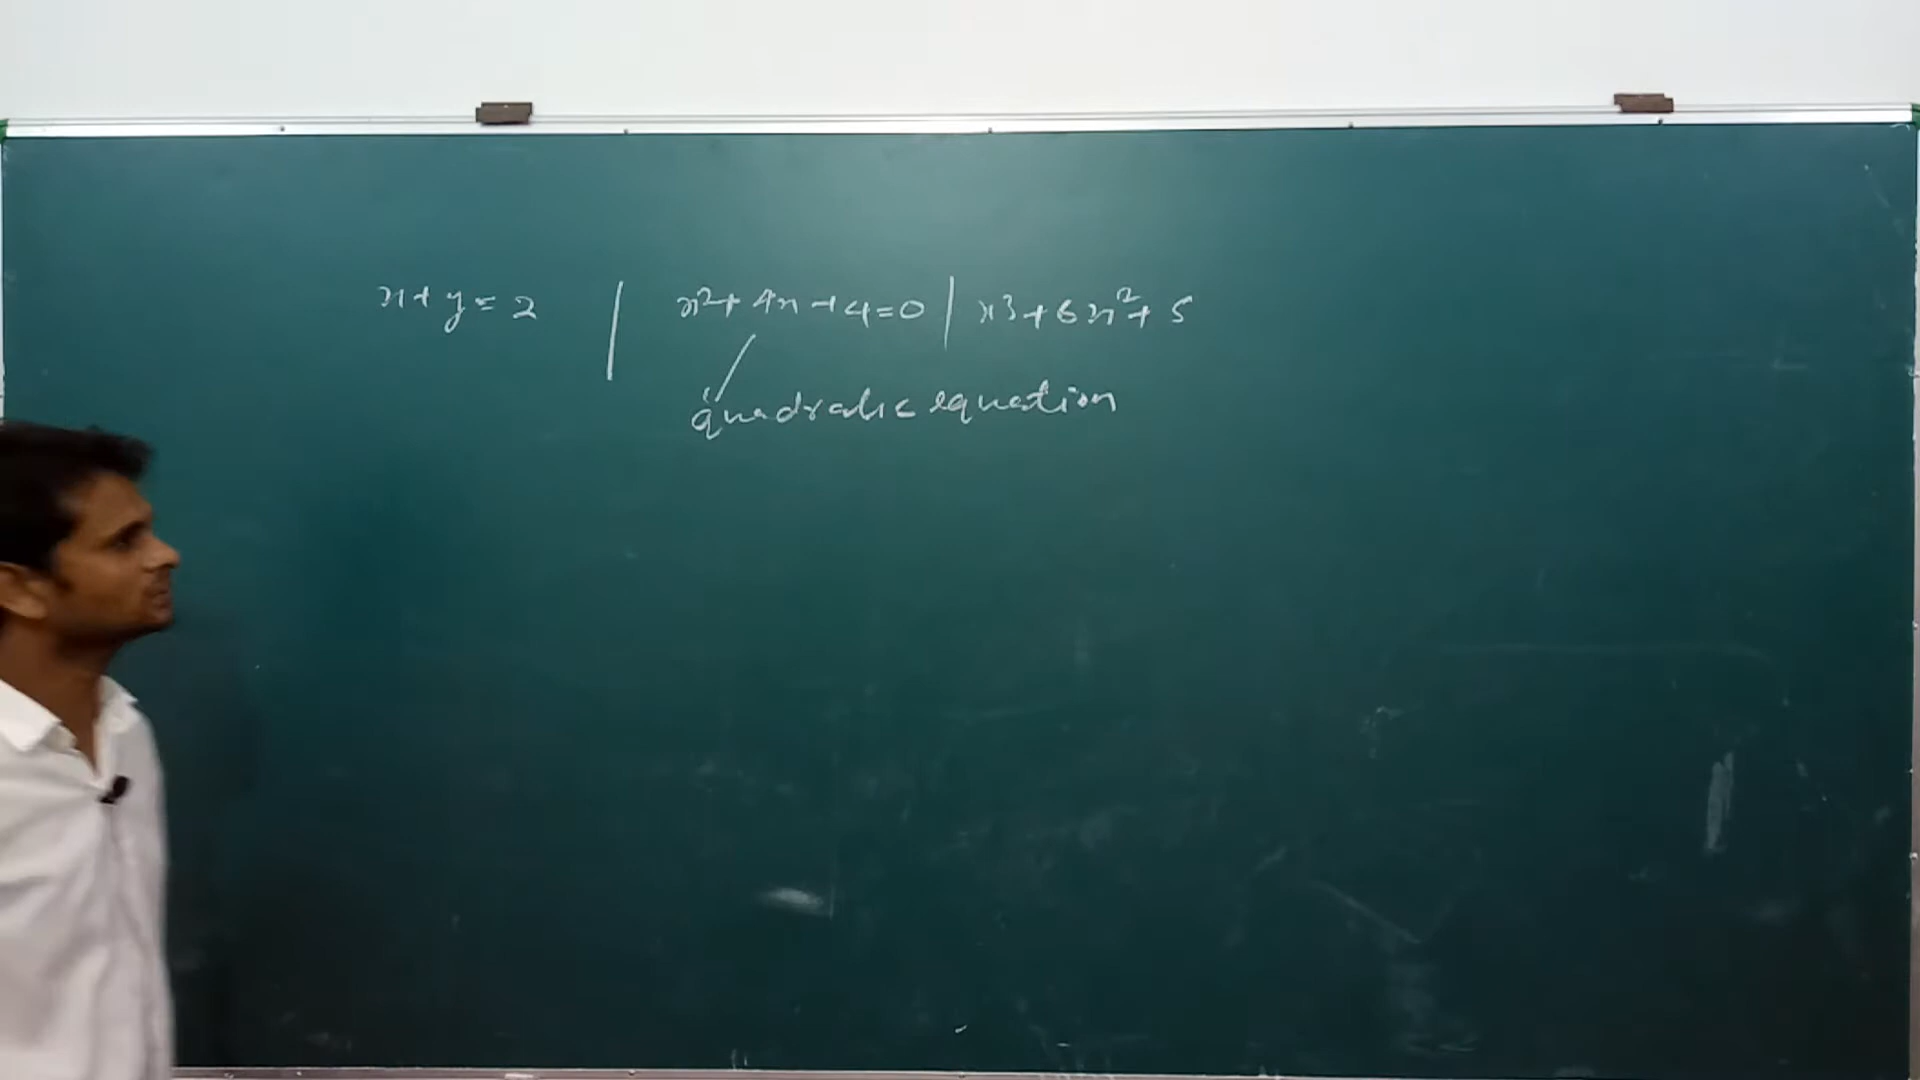 x + y = 2 | x² + 4x + 4 = 0 | x³ + 6x² + 5
quadratic equation